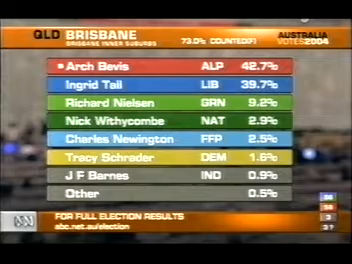 QLD BRISBANE
BRISBANE INNER SUBURBS
73.0% COUNTED(F)
AUSTRALIA
VOTES2004
Arch Bevis ALP 42.7%
Ingrid Tall LIB 39.7%
Richard Nielsen GRN 9.2%
Nick Withycombe NAT 2.9%
Charles Newington FFP 2.5%
Tracy Schrader DEM 1.6%
J F Barnes IND 0.9%
Other 0.5%
FOR FULL ELECTION RESULTS
abc.net.au/election